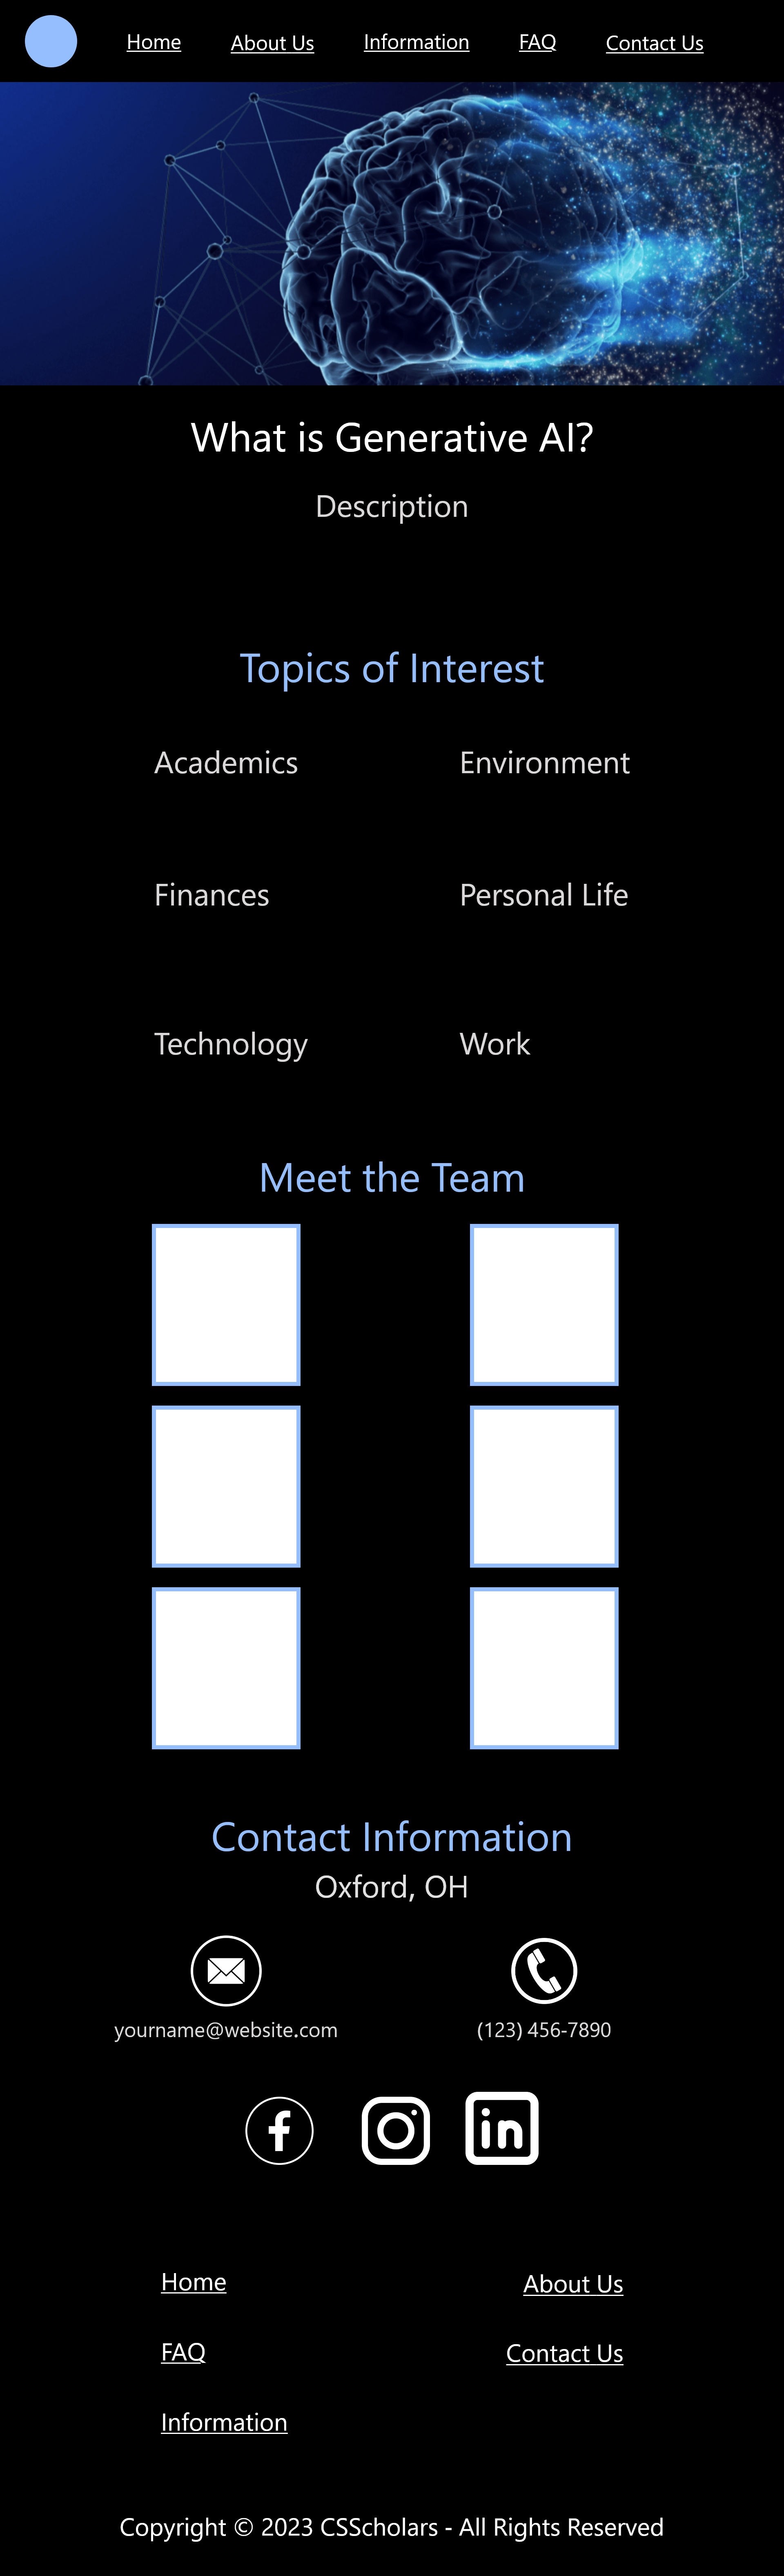 Home About Us Information FAQ Contact Us
What is Generative AI?
Description
Topics of Interest
Academics Environment
Finances Personal Life
Technology Work
Meet the Team
Contact Information
Oxford, OH
yourname@website.com (123) 456-7890
Home About Us
FAQ Contact Us
Information
Copyright © 2023 CSScholars - All Rights Reserved